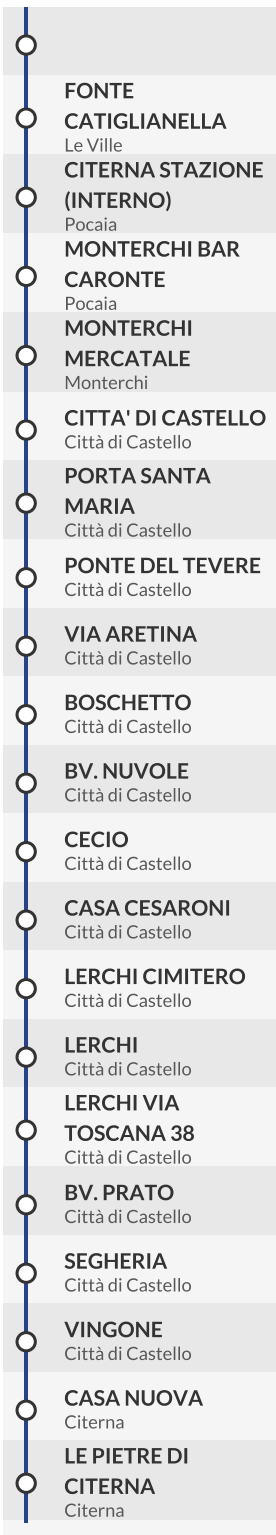 FONTE
CATIGLIANELLA
Le Ville
CITERNA STAZIONE
(INTERNO)
Pocaia
MONTERCHI BAR
CARONTE
Pocaia
MONTERCHI
MERCATALE
Monterchi
CITTA' DI CASTELLO
Città di Castello
PORTA SANTA
MARIA
Città di Castello
PONTE DEL TEVERE
Città di Castello
VIA ARETINA
Città di Castello
BOSCHETTO
Città di Castello
BV. NUVOLE
Città di Castello
CECIO
Città di Castello
CASA CESARONI
Città di Castello
LERCHI CIMITERO
Città di Castello
LERCHI
Città di Castello
LERCHI VIA
TOSCANA 38
Città di Castello
BV. PRATO
Città di Castello
SEGHERIA
Città di Castello
VINGONE
Città di Castello
CASA NUOVA
Citerna
LE PIETRE DI
CITERNA
Citerna